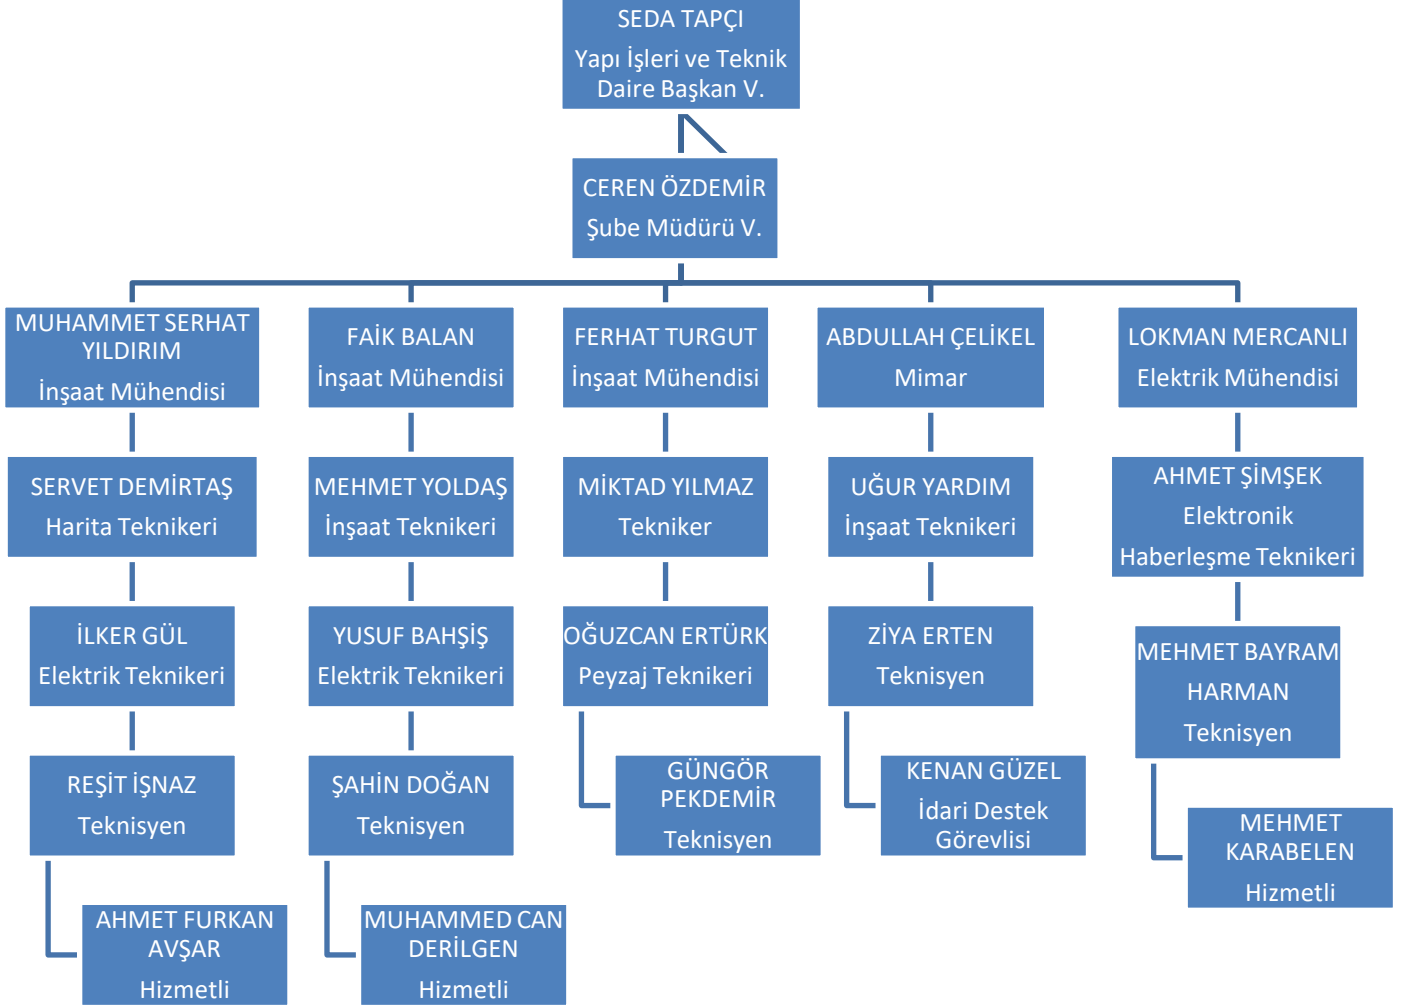 SEDA TAPÇI
Yapı İşleri ve Teknik
Daire Başkan V.
CEREN ÖZDEMİR
Şube Müdürü V.
MUHAMMET SERHAT
YILDIRIM
İnşaat Mühendisi
FAİK BALAN
İnşaat Mühendisi
FERHAT TURGUT
İnşaat Mühendisi
ABDULLAH ÇELİKEL
Mimar
LOKMAN MERCANLI
Elektrik Mühendisi
SERVET DEMİRTAŞ
Harita Teknikeri
MEHMET YOLDAŞ
İnşaat Teknikeri
MİKTAD YILMAZ
Tekniker
UĞUR YARDIM
İnşaat Teknikeri
AHMET ŞİMŞEK
Elektronik
Haberleşme Teknikeri
İLKER GÜL
Elektrik Teknikeri
YUSUF BAHŞİŞ
Elektrik Teknikeri
OĞUZCAN ERTÜRK
Peyzaj Teknikeri
ZİYA ERTEN
Teknisyen
MEHMET BAYRAM
HARMAN
Teknisyen
REŞİT İŞNAZ
Teknisyen
ŞAHİN DOĞAN
Teknisyen
GÜNGÖR
PEKDEMİR
Teknisyen
KENAN GÜZEL
İdari Destek
Görevlisi
MEHMET
KARABELEN
Hizmetli
AHMET FURKAN
AVŞAR
Hizmetli
MUHAMMED CAN
DERİLGEN
Hizmetli